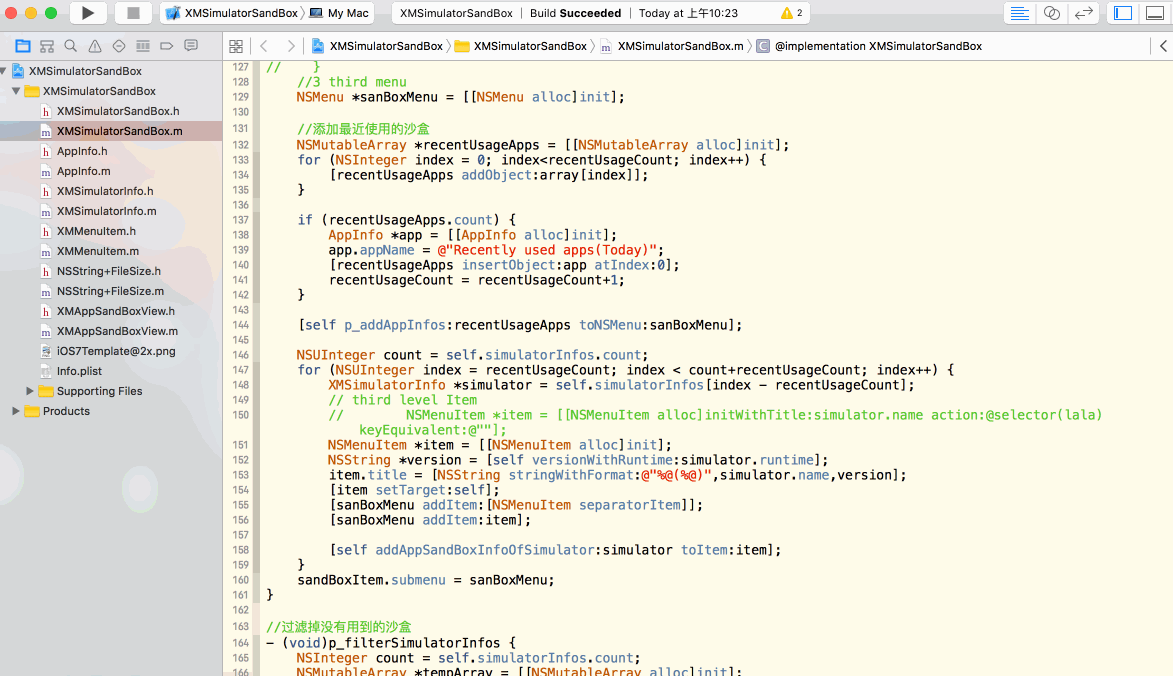 XMSimulatorSandBox
My Mac
XMSimulatorSandBox | Build Succeeded | Today at 上午10:23
2
XMSimulatorSandBox
XMSimulatorSandBox
XMSimulatorSandBox.m
C
@implementation XMSimulatorSandBox
XMSimulatorSandBox
XMSimulatorSandBox
h XMSimulatorSandBox.h
m XMSimulatorSandBox.m
h AppInfo.h
m AppInfo.m
h XMSimulatorInfo.h
m XMSimulatorInfo.m
h XMMenuItem.h
m XMMenuItem.m
h NSString+FileSize.h
m NSString+FileSize.m
h XMAppSandBoxView.h
m XMAppSandBoxView.m
iOS7Template@2x.png
Info.plist
Supporting Files
Products
127 //    }
128     //3 third menu
129     NSMenu *sanBoxMenu = [[NSMenu alloc]init];
130
131     //添加最近使用的沙盒
132     NSMutableArray *recentUsageApps = [[NSMutableArray alloc]init];
133     for (NSInteger index = 0; index<recentUsageCount; index++) {
134         [recentUsageApps addObject:array[index]];
135     }
136
137     if (recentUsageApps.count) {
138         AppInfo *app = [[AppInfo alloc]init];
139         app.appName = @"Recently used apps(Today)";
140         [recentUsageApps insertObject:app atIndex:0];
141         recentUsageCount = recentUsageCount+1;
142     }
143
144     [self p_addAppInfos:recentUsageApps toNSMenu:sanBoxMenu];
145
146     NSUInteger count = self.simulatorInfos.count;
147     for (NSUInteger index = recentUsageCount; index < count+recentUsageCount; index++) {
148         XMSimulatorInfo *simulator = self.simulatorInfos[index - recentUsageCount];
149         // third level Item
150         //        NSMenuItem *item = [[NSMenuItem alloc]initWithTitle:simulator.name action:@selector(lala)
            keyEquivalent:@""];
151         NSMenuItem *item = [[NSMenuItem alloc]init];
152         NSString *version = [self versionWithRuntime:simulator.runtime];
153         item.title = [NSString stringWithFormat:@"%@(%@)",simulator.name,version];
154         [item setTarget:self];
155         [sanBoxMenu addItem:[NSMenuItem separatorItem]];
156         [sanBoxMenu addItem:item];
157
158         [self addAppSandBoxInfoOfSimulator:simulator toItem:item];
159     }
160     sandBoxItem.submenu = sanBoxMenu;
161 }
162
163 //过滤掉没有用到的沙盒
164 - (void)p_filterSimulatorInfos {
165     NSInteger count = self.simulatorInfos.count;
166     NSMutableArray *tempArray = [[NSMutableArray alloc]init];